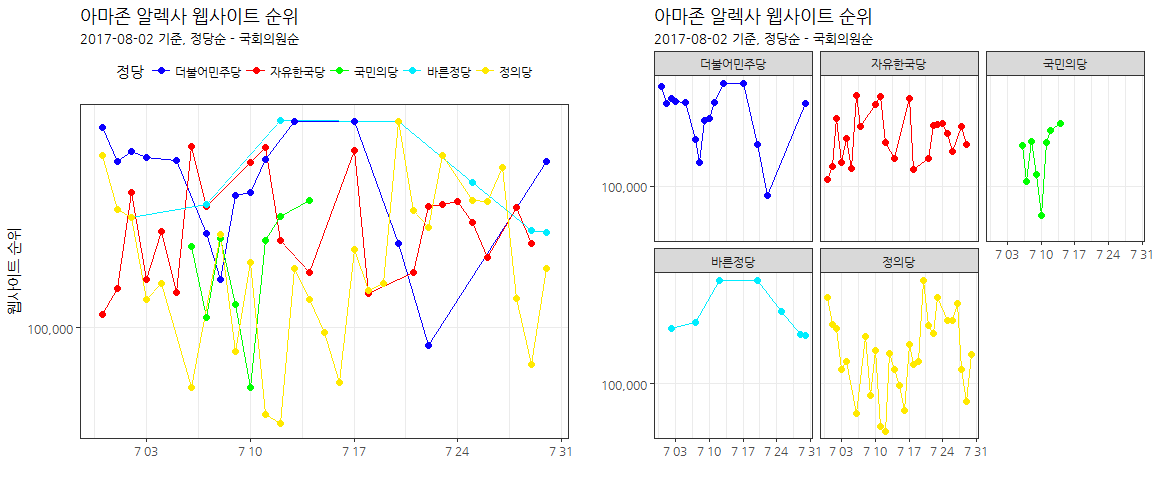 아마존 알렉사 웹사이트 순위
2017-08-02 기준, 정당순 - 국회의원순
정당 더불어민주당 자유한국당 국민의당 바른정당 정의당
웹사이트 순위
100,000
7 03 7 10 7 17 7 24 7 31
아마존 알렉사 웹사이트 순위
2017-08-02 기준, 정당순 - 국회의원순
더불어민주당 자유한국당 국민의당
100,000
7 03 7 10 7 17 7 24 7 31
바른정당 정의당
100,000
7 03 7 10 7 17 7 24 7 31 7 03 7 10 7 17 7 24 7 31